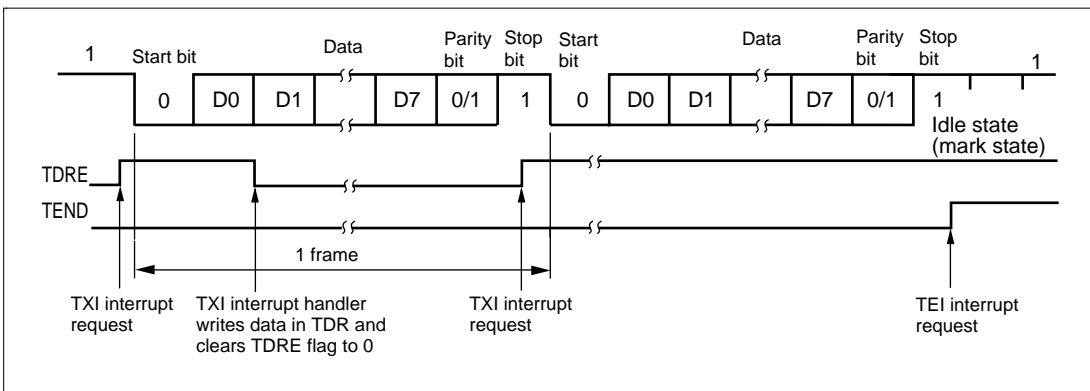 1
Start bit
Data
Parity
bit
Stop
bit
Start
bit
Data
Parity
bit
Stop
bit
1
0
D0
D1
D7
0/1
1
0
D0
D1
D7
0/1
1
Idle state
(mark state)
TDRE
TEND
1 frame
TXI interrupt
request
TXI interrupt handler
writes data in TDR and
clears TDRE flag to 0
TXI interrupt
request
TEI interrupt
request